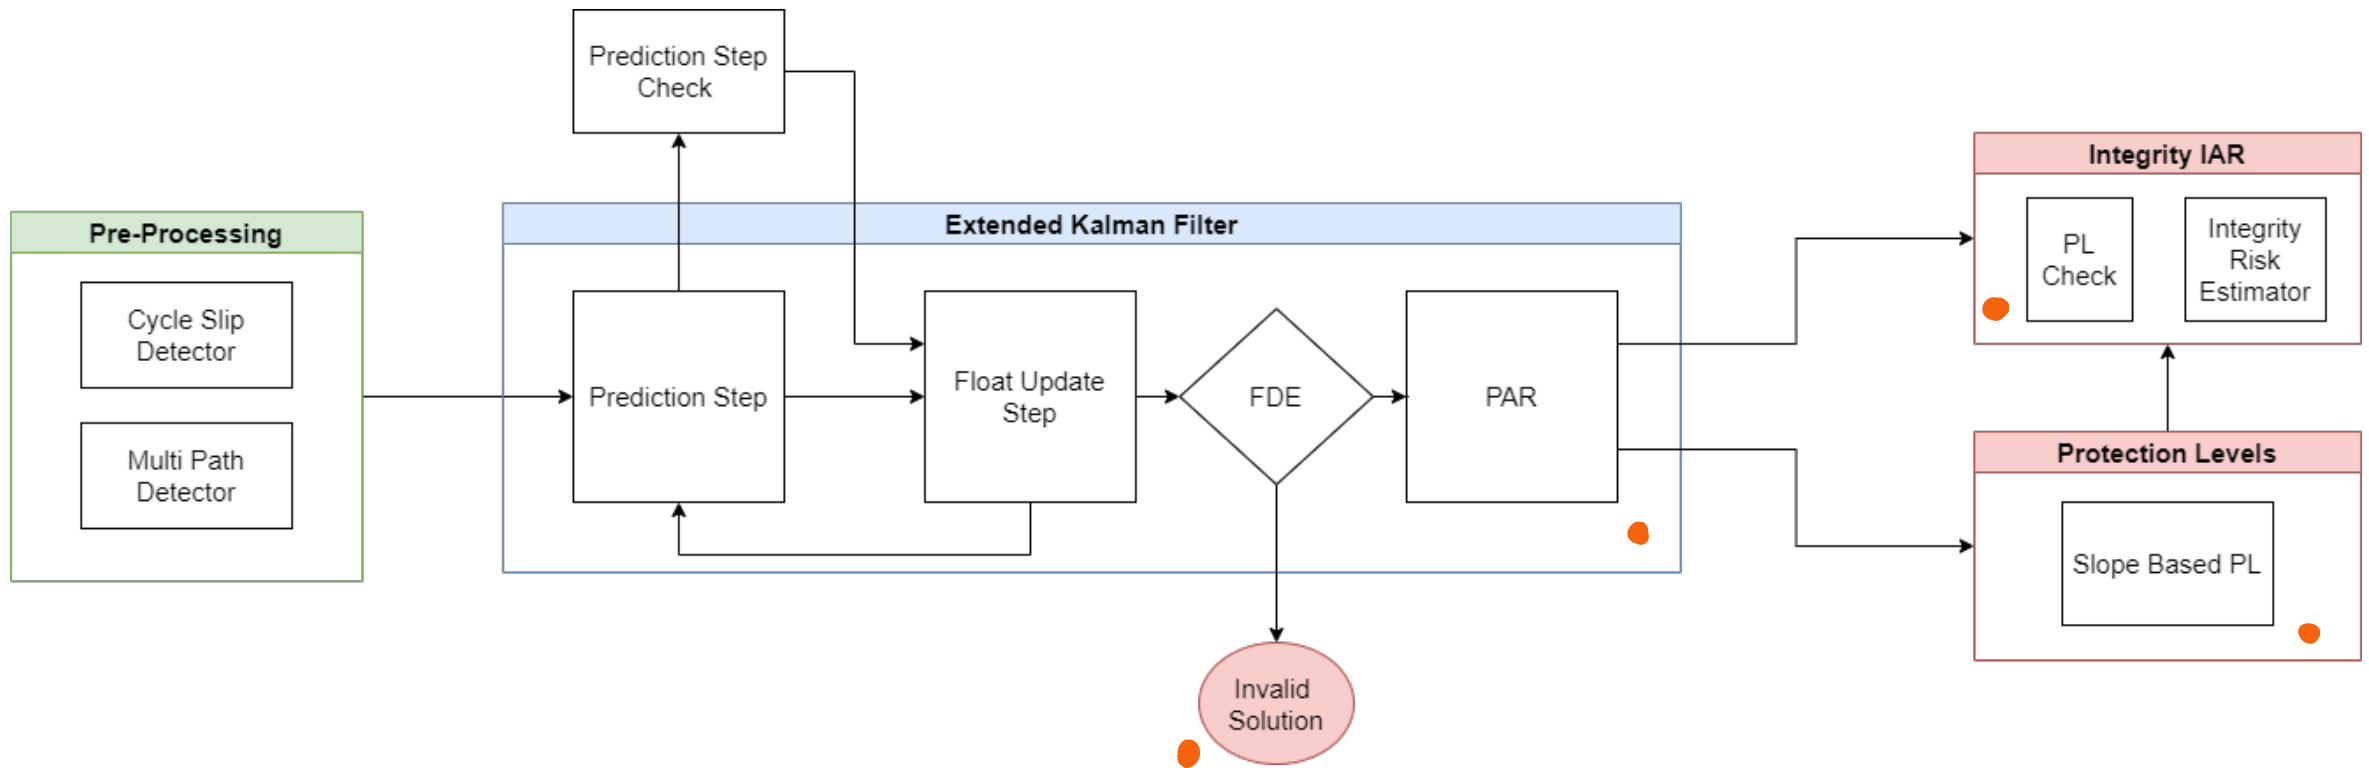 Prediction Step
Check
Pre-Processing
Cycle Slip
Detector
Multi Path
Detector
Extended Kalman Filter
Prediction Step
Float Update
Step
FDE
PAR
Invalid
Solution
Integrity IAR
PL
Check
Integrity
Risk
Estimator
Protection Levels
Slope Based PL